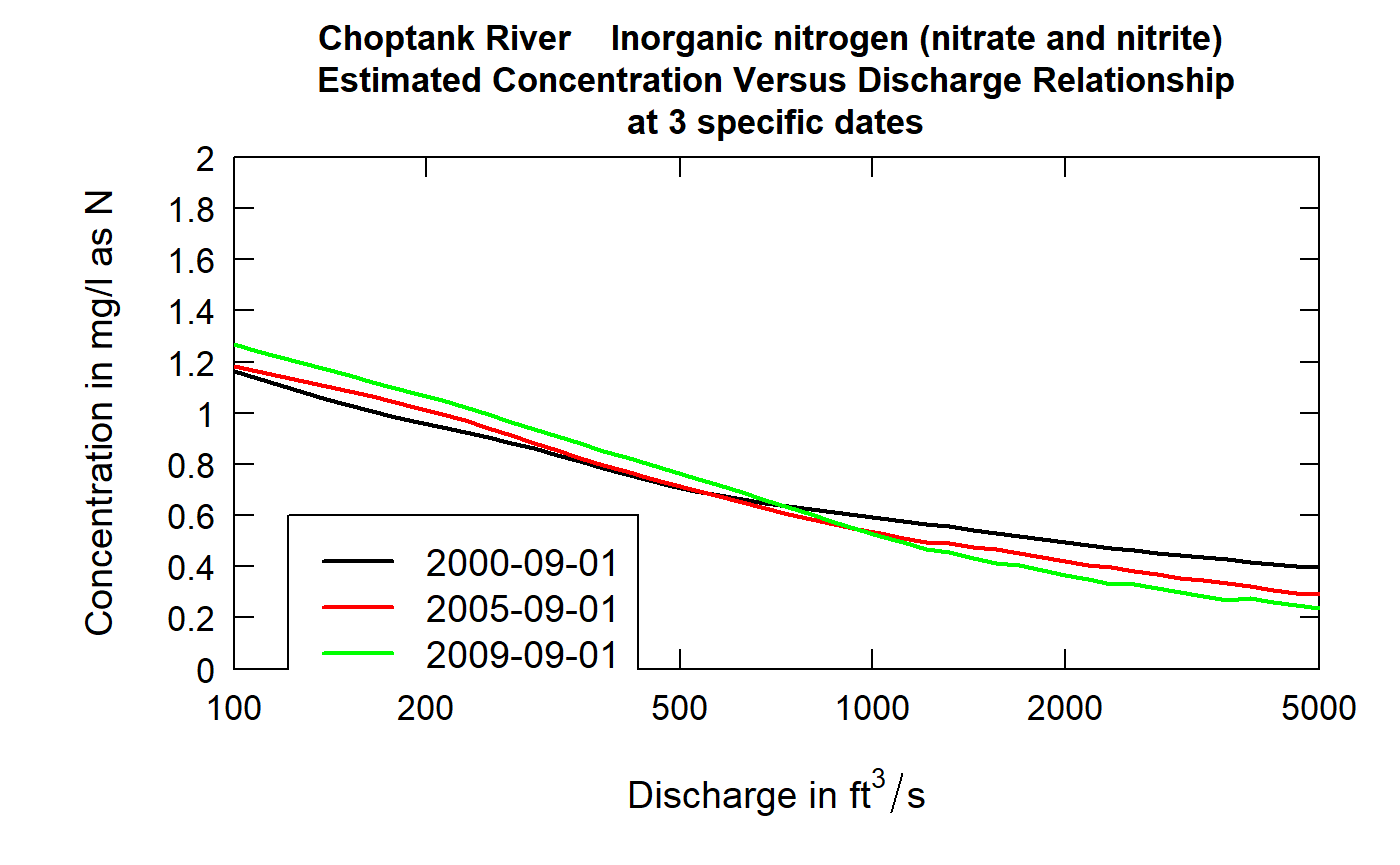 Choptank River    Inorganic nitrogen (nitrate and nitrite)
Estimated Concentration Versus Discharge Relationship
at 3 specific dates
Concentration in mg/l as N
2
1.8
1.6
1.4
1.2
1
0.8
0.6
0.4
0.2
0
2000-09-01
2005-09-01
2009-09-01
100 200 500 1000 2000 5000
Discharge in ft³/s